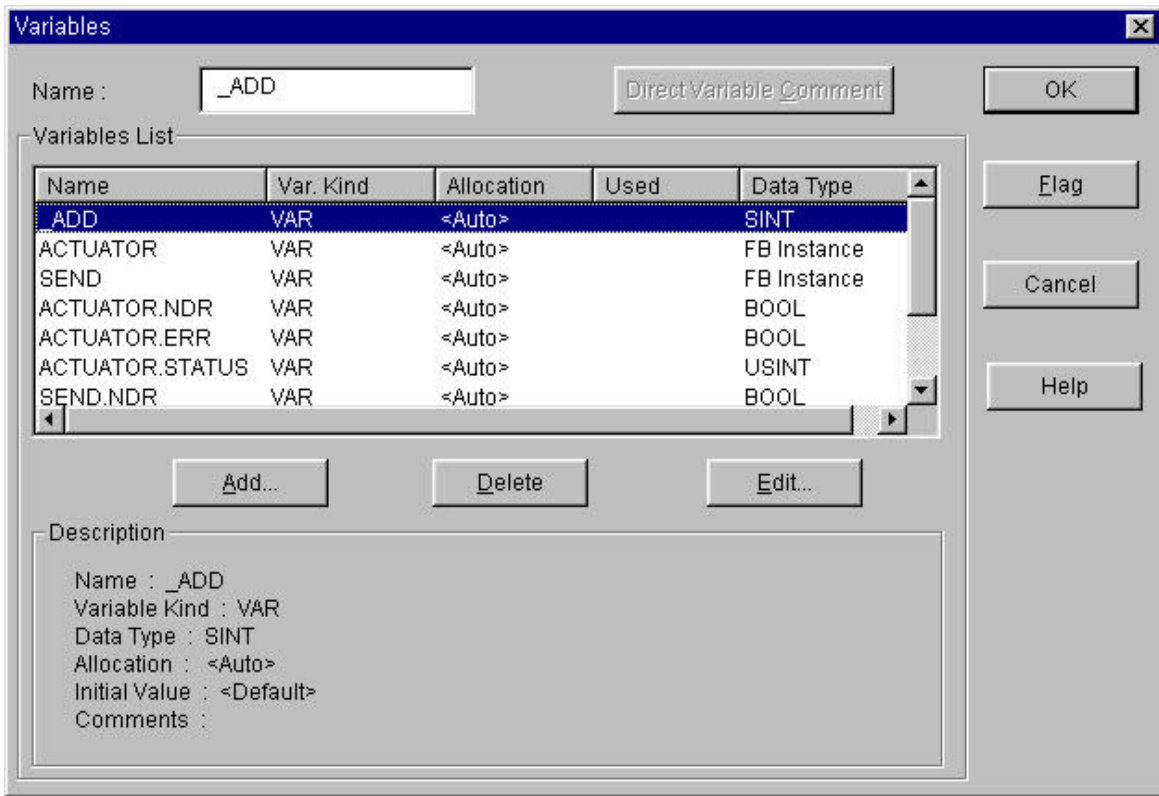 Variables
Name : _ADD Direct Variable Comment OK
Variables List
Name Var. Kind Allocation Used Data Type
_ADD VAR <Auto> SINT
ACTUATOR VAR <Auto> FB Instance
SEND VAR <Auto> FB Instance
ACTUATOR.NDR VAR <Auto> BOOL
ACTUATOR.ERR VAR <Auto> BOOL
ACTUATOR.STATUS VAR <Auto> USINT
SEND.NDR VAR <Auto> BOOL
Flag
Cancel
Help
Add... Delete Edit...
Description
Name : _ADD
Variable Kind : VAR
Data Type : SINT
Allocation : <Auto>
Initial Value : <Default>
Comments :